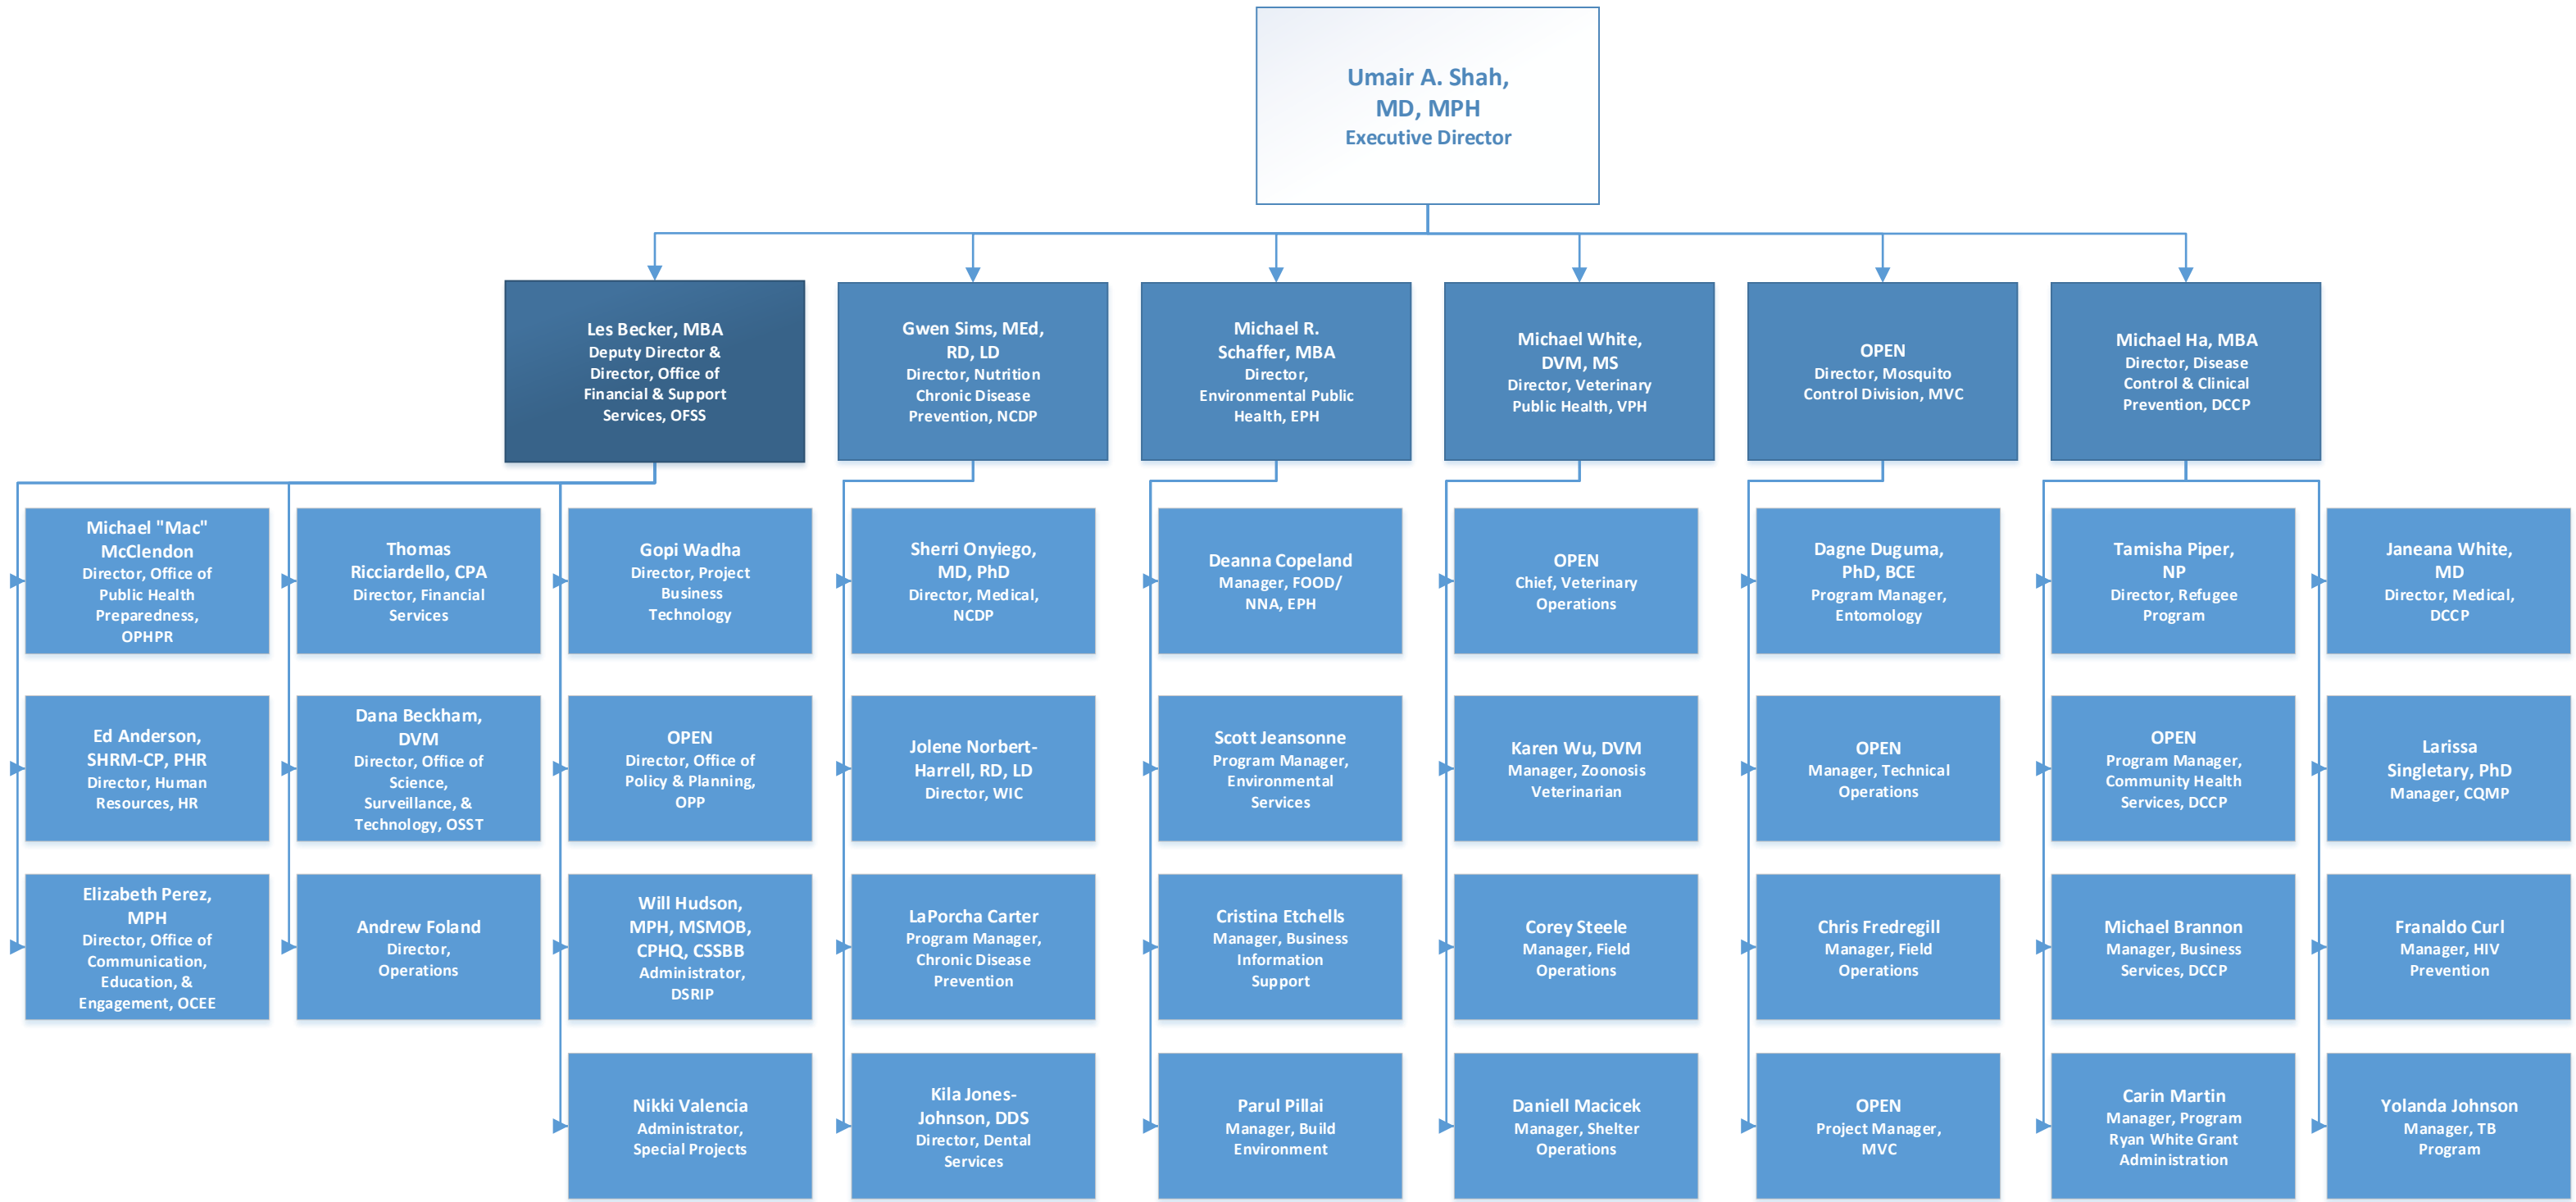 Umair A. Shah,
MD, MPH
Executive Director
Les Becker, MBA
Deputy Director &
Director, Office of
Financial & Support
Services, OFSS
Gwen Sims, MEd,
RD, LD
Director, Nutrition
Chronic Disease
Prevention, NCDP
Michael R.
Schaffer, MBA
Director,
Environmental Public
Health, EPH
Michael White,
DVM, MS
Director, Veterinary
Public Health, VPH
OPEN
Director, Mosquito
Control Division, MVC
Michael Ha, MBA
Director, Disease
Control & Clinical
Prevention, DCCP
Michael "Mac"
McClendon
Director, Office of
Public Health
Preparedness,
OPHPR
Thomas
Ricciardello, CPA
Director, Financial
Services
Gopi Wadha
Director, Project
Business
Technology
Sherri Onyiego,
MD, PhD
Director, Medical,
NCDP
Deanna Copeland
Manager, FOOD/
NNA, EPH
OPEN
Chief, Veterinary
Operations
Dagne Duguma,
PhD, BCE
Program Manager,
Entomology
Tamisha Piper,
NP
Director, Refugee
Program
Janeana White,
MD
Director, Medical,
DCCP
Ed Anderson,
SHRM-CP, PHR
Director, Human
Resources, HR
Dana Beckham,
DVM
Director, Office of
Science,
Surveillance, &
Technology, OSST
OPEN
Director, Office of
Policy & Planning,
OPP
Jolene Norbert-
Harrell, RD, LD
Director, WIC
Scott Jeansonne
Program Manager,
Environmental
Services
Karen Wu, DVM
Manager, Zoonosis
Veterinarian
OPEN
Manager, Technical
Operations
OPEN
Program Manager,
Community Health
Services, DCCP
Larissa
Singletary, PhD
Manager, CQMP
Elizabeth Perez,
MPH
Director, Office of
Communication,
Education, &
Engagement, OCEE
Andrew Foland
Director,
Operations
Will Hudson,
MPH, MSMOB,
CPHQ, CSSBB
Administrator,
DSRIP
LaPorcha Carter
Program Manager,
Chronic Disease
Prevention
Cristina Etchells
Manager, Business
Information
Support
Corey Steele
Manager, Field
Operations
Chris Fredregill
Manager, Field
Operations
Michael Brannon
Manager, Business
Services, DCCP
Franaldo Curl
Manager, HIV
Prevention
Nikki Valencia
Administrator,
Special Projects
Kila Jones-
Johnson, DDS
Director, Dental
Services
Parul Pillai
Manager, Build
Environment
Daniell Macicek
Manager, Shelter
Operations
OPEN
Project Manager,
MVC
Carin Martin
Manager, Program
Ryan White Grant
Administration
Yolanda Johnson
Manager, TB
Program